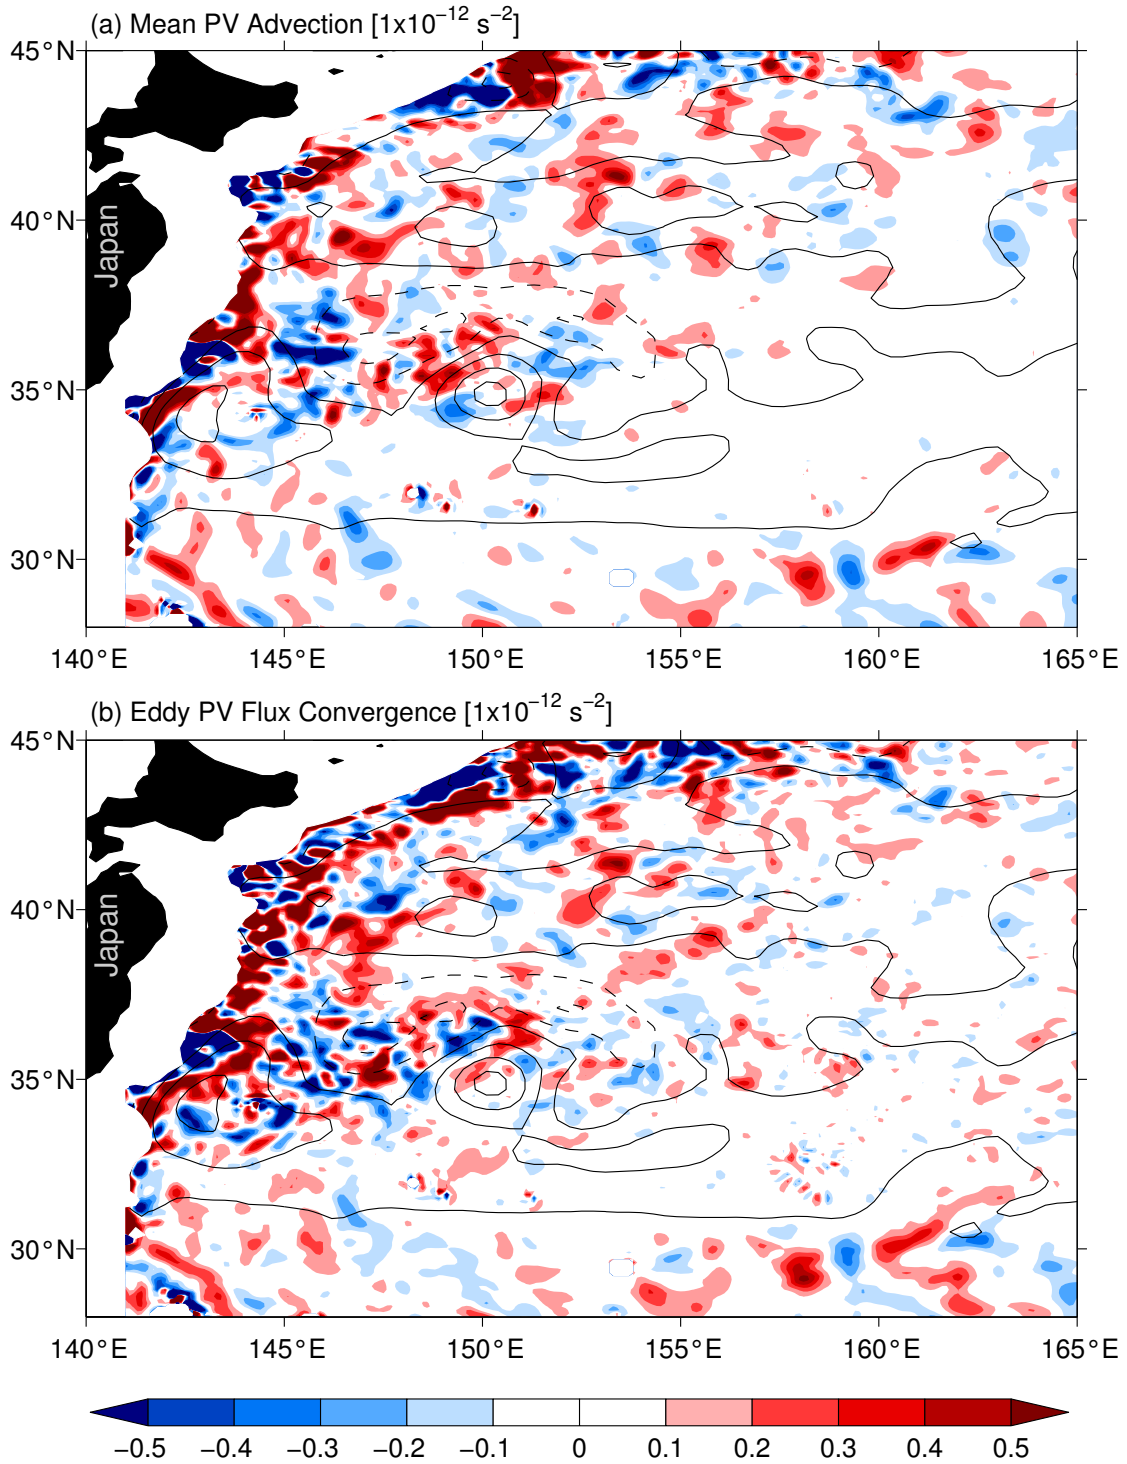 (a) Mean PV Advection [1x10⁻¹² s⁻²]
45°N
40°N
35°N
30°N
Japan
140°E 145°E 150°E 155°E 160°E 165°E
(b) Eddy PV Flux Convergence [1x10⁻¹² s⁻²]
45°N
40°N
35°N
30°N
Japan
140°E 145°E 150°E 155°E 160°E 165°E
−0.5 −0.4 −0.3 −0.2 −0.1 0 0.1 0.2 0.3 0.4 0.5